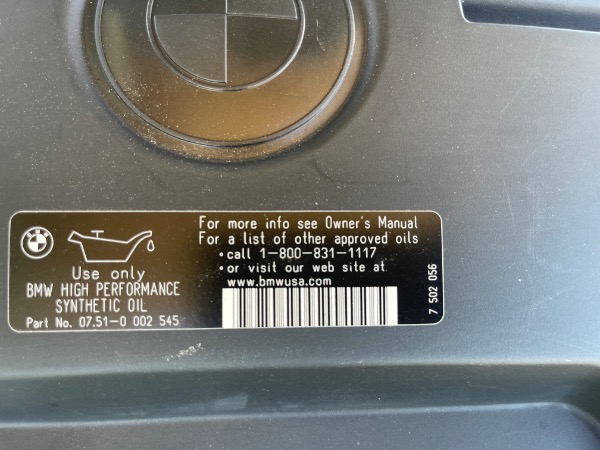 Use only
BMW HIGH PERFORMANCE
SYNTHETIC OIL
Part No. 07.51-0 002 545
For more info see Owner's Manual
For a list of other approved oils
• call 1-800-831-1117
• or visit our web site at
www.bmwusa.com
7 502 056